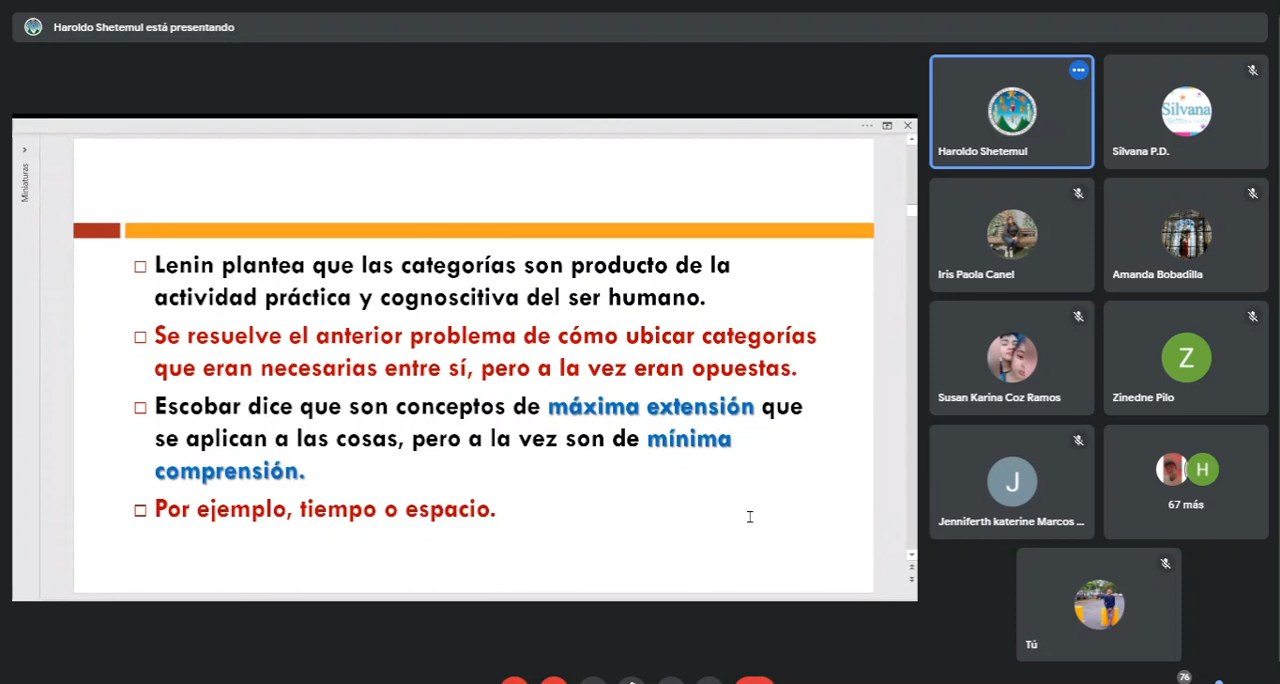 Haroldo Shetemul está presentando
Miniaturas
Lenin plantea que las categorías son producto de la
actividad práctica y cognoscitiva del ser humano.
Se resuelve el anterior problema de cómo ubicar categorías
que eran necesarias entre sí, pero a la vez eran opuestas.
Escobar dice que son conceptos de máxima extensión que
se aplican a las cosas, pero a la vez son de mínima
comprensión.
Por ejemplo, tiempo o espacio.
Haroldo Shetemul
Silvana
Silvana P.D.
Iris Paola Canel
Amanda Bobadilla
Susan Karina Coz Ramos
Z
Zinedne Pilo
J
Jenniferth katerine Marcos ...
H
67 más
Tú
76